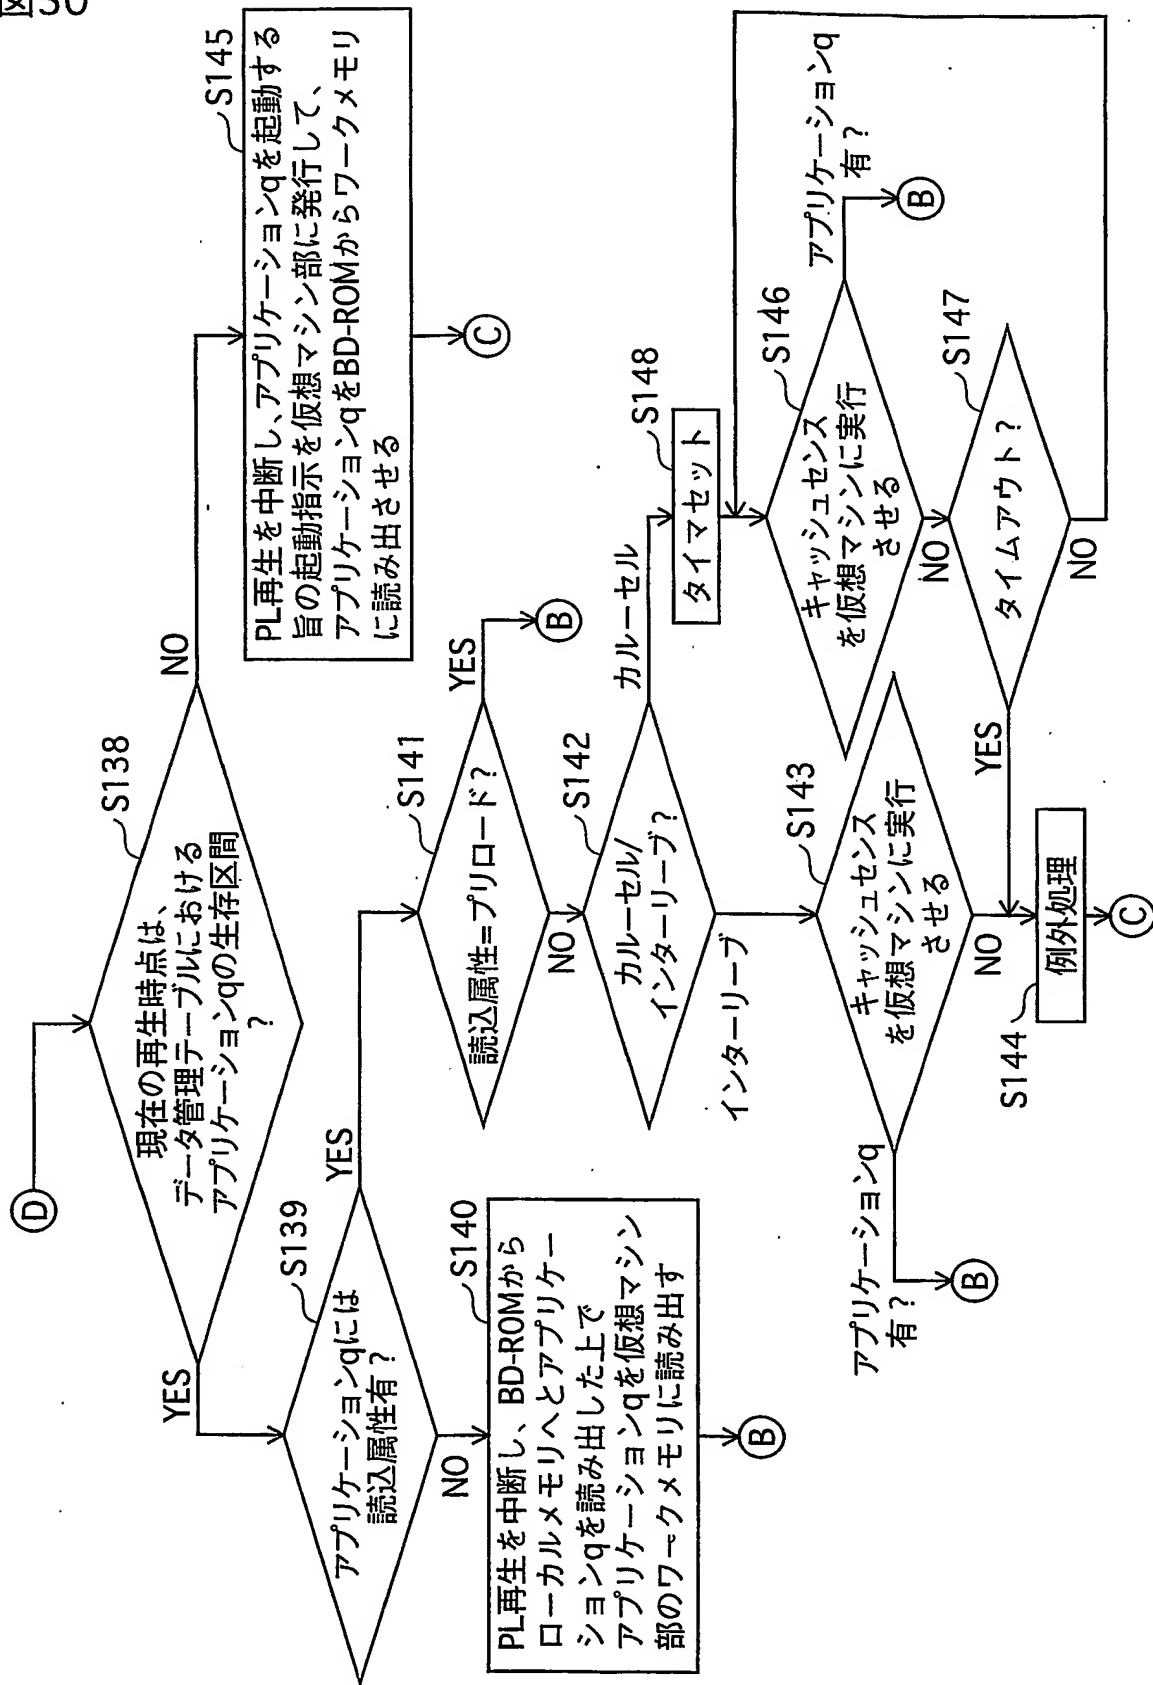 図30
D
S138
現在の再生時点は、
データ管理テーブルにおける
アプリケーションqの生存区間
?
YES
NO
S145
PL再生を中断し、アプリケーションqを起動する
旨の起動指示を仮想マシン部に発行して、
アプリケーションqをBD-ROMからワークメモリ
に読み出させる
C
S139
アプリケーションqには
読込属性有?
YES
NO
S140
PL再生を中断し、BD-ROMから
ローカルメモリへとアプリケー
ションqを読み出した上で
アプリケーションqを仮想マシン
部のワークメモリに読み出す
B
S141
読込属性=プリロード?
YES
B
NO
S142
カルーセル/
インターリーブ?
カルーセル
インターリーブ
S148
タイマセット
S143
キャッシュセンス
を仮想マシンに実行
させる
アプリケーションq
有?
B
NO
S146
キャッシュセンス
を仮想マシンに実行
させる
アプリケーションq
有?
B
NO
S147
タイムアウト?
YES
NO
S144
例外処理
C